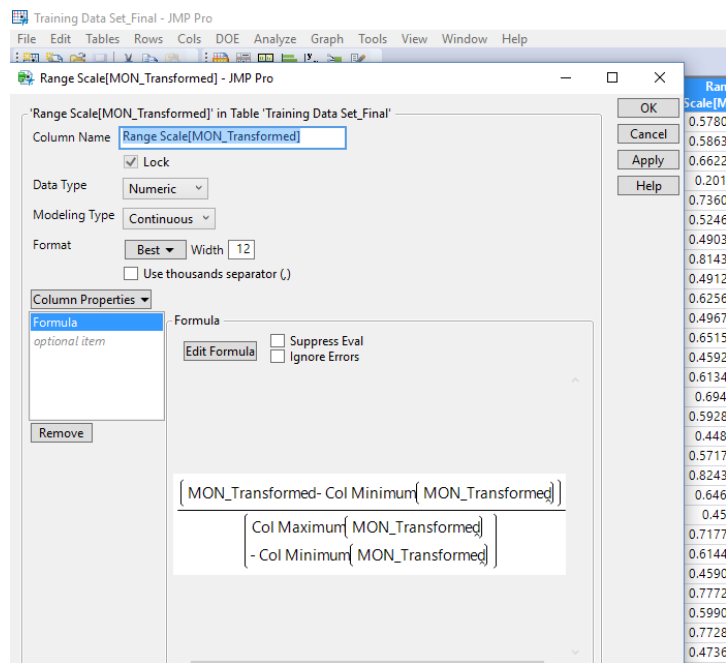 Training Data Set_Final - JMP Pro
File Edit Tables Rows Cols DOE Analyze Graph Tools View Window Help
Range Scale[MON_Transformed] - JMP Pro
'Range Scale[MON_Transformed]' in Table 'Training Data Set_Final'
Column Name Range Scale[MON_Transformed]
Lock
Data Type Numeric
Modeling Type Continuous
Format Best Width 12
Use thousands separator (,)
Column Properties
Formula
optional item
Remove
Formula
Edit Formula
Suppress Eval
Ignore Errors
(MON_Transformed- Col Minimum(MON_Transformed))
(Col Maximum(MON_Transformed)
- Col Minimum(MON_Transformed))
OK
Cancel
Apply
Help
Ran
Scale[M
0.5780
0.5863
0.6622
0.201
0.7360
0.5246
0.4903
0.8143
0.4912
0.6256
0.4967
0.6515
0.4592
0.6134
0.694
0.5928
0.448
0.5717
0.8243
0.646
0.45
0.7177
0.6144
0.4590
0.7772
0.5990
0.7728
0.4736